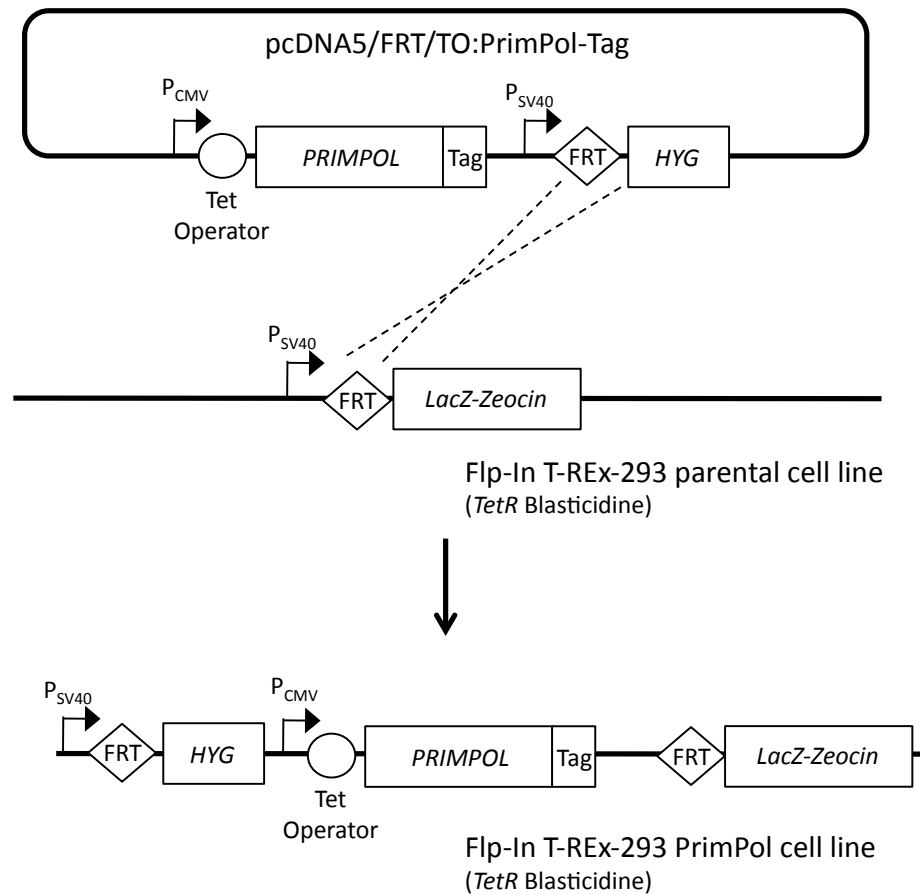 pcDNA5/FRT/TO:PrimPol-Tag
PCMV
PSV40
PRIMPOL
Tag
FRT
HYG
Tet
Operator
PSV40
FRT
LacZ-Zeocin
Flp-In T-REx-293 parental cell line
(TetR Blasticidine)
PSV40
PCMV
FRT
HYG
PRIMPOL
Tag
FRT
LacZ-Zeocin
Tet
Operator
Flp-In T-REx-293 PrimPol cell line
(TetR Blasticidine)